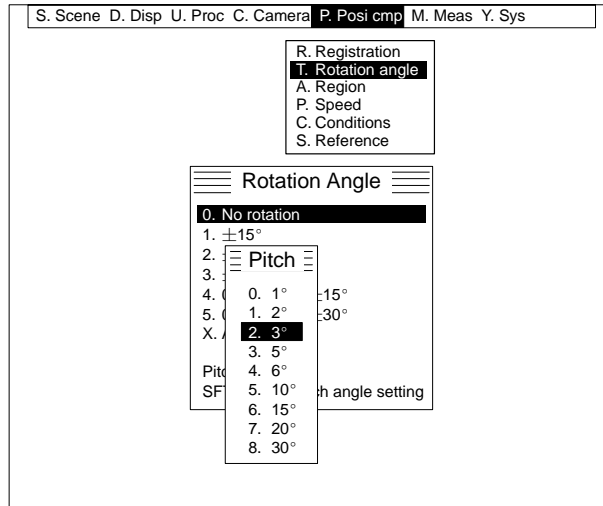 S. Scene D. Disp U. Proc C. Camera P. Posi cmp M. Meas Y. Sys
R. Registration
T. Rotation angle
A. Region
P. Speed
C. Conditions
S. Reference
Rotation Angle
0. No rotation
1. ±15°
2.
3.
4. ±15°
5. ±30°
X.
angle setting
Pitch
0. 1°
1. 2°
2. 3°
3. 5°
4. 6°
5. 10°
6. 15°
7. 20°
8. 30°